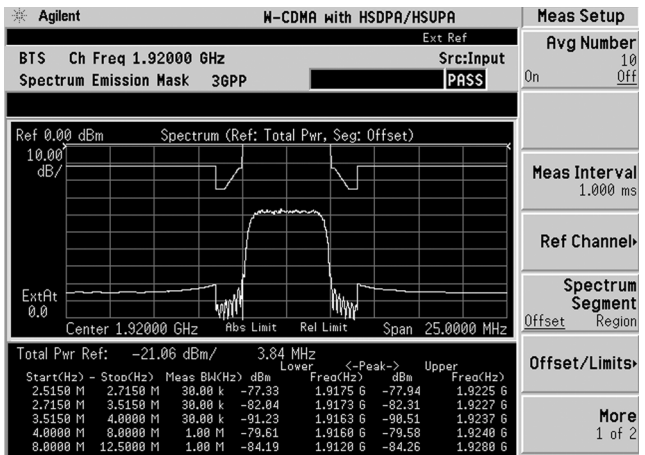 Agilent W-CDMA with HSDPA/HSUPA Meas Setup
Ext Ref
BTS Ch Freq 1.92000 GHz Src:Input
Spectrum Emission Mask 3GPP PASS
Avg Number
10
On Off
Ref 0.00 dBm Spectrum (Ref: Total Pwr, Seg: Offset)
10.00
dB/
ExtAt
0.0
Center 1.92000 GHz Abs Limit Rel Limit Span 25.0000 MHz
Meas Interval
1.000 ms
Ref Channel
Spectrum
Segment
Offset Region
Offset/Limits
More
1 of 2
Total Pwr Ref: -21.06 dBm/ 3.84 MHz
Lower <-Peak-> Upper
Start(Hz) - Stop(Hz) Meas BW(Hz) dBm Freq(Hz) dBm Freq(Hz)
2.5150 M 2.7150 M 30.00 k -77.33 1.9175 G -77.94 1.9225 G
2.7150 M 3.5150 M 30.00 k -82.04 1.9173 G -82.31 1.9227 G
3.5150 M 4.0000 M 30.00 k -91.23 1.9163 G -90.51 1.9237 G
4.0000 M 8.0000 M 1.00 M -79.61 1.9160 G -79.58 1.9240 G
8.0000 M 12.5000 M 1.00 M -84.19 1.9120 G -84.26 1.9280 G